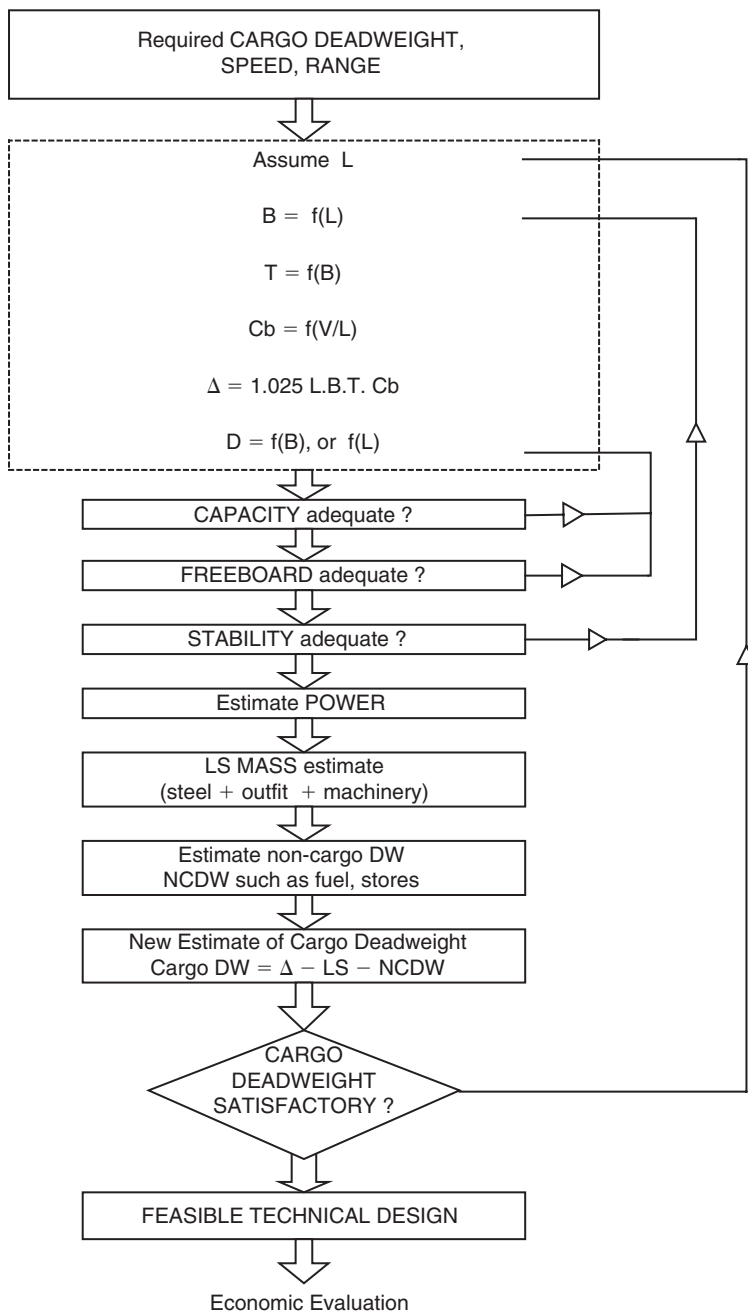 Required CARGO DEADWEIGHT,
SPEED, RANGE
Assume L
B = f(L)
T = f(B)
Cb = f(V/L)
Δ = 1.025 L.B.T. Cb
D = f(B), or f(L)
CAPACITY adequate ?
FREEBOARD adequate ?
STABILITY adequate ?
Estimate POWER
LS MASS estimate
(steel + outfit + machinery)
Estimate non-cargo DW
NCDW such as fuel, stores
New Estimate of Cargo Deadweight
Cargo DW = Δ − LS − NCDW
CARGO
DEADWEIGHT
SATISFACTORY ?
FEASIBLE TECHNICAL DESIGN
Economic Evaluation